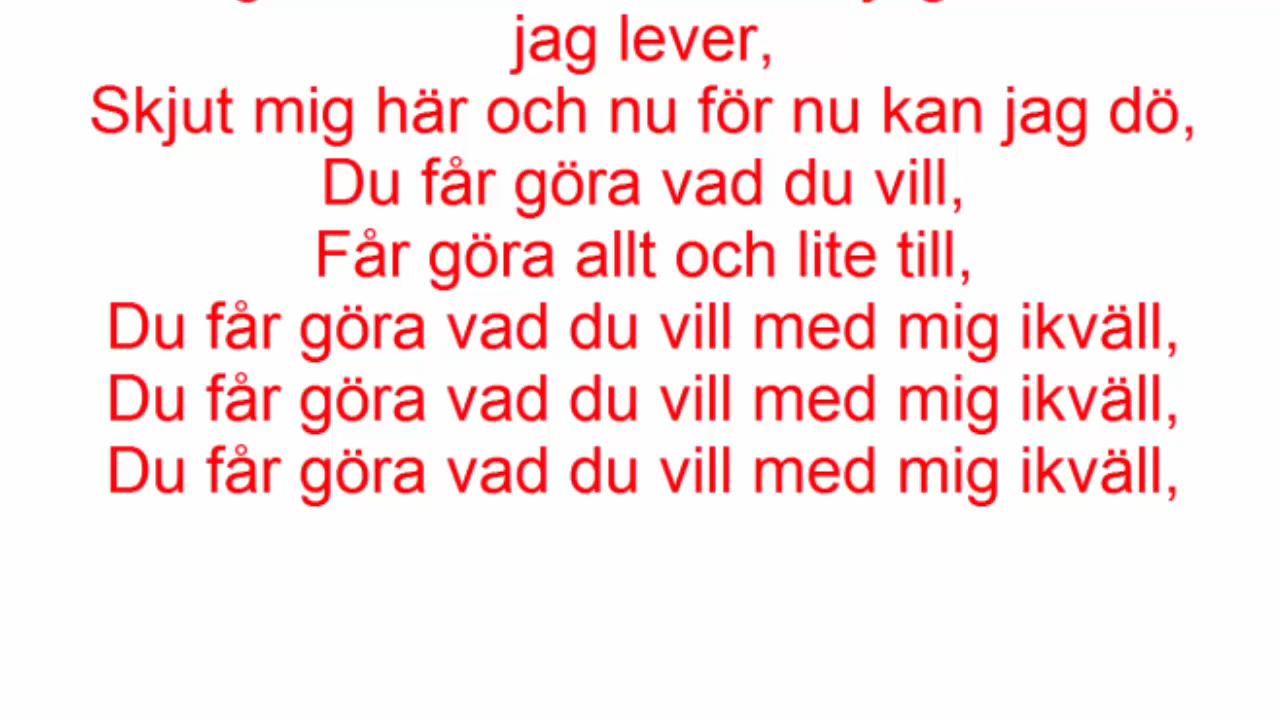 jag lever,
Skjut mig här och nu för nu kan jag dö,
Du får göra vad du vill,
Får göra allt och lite till,
Du får göra vad du vill med mig ikväll,
Du får göra vad du vill med mig ikväll,
Du får göra vad du vill med mig ikväll,